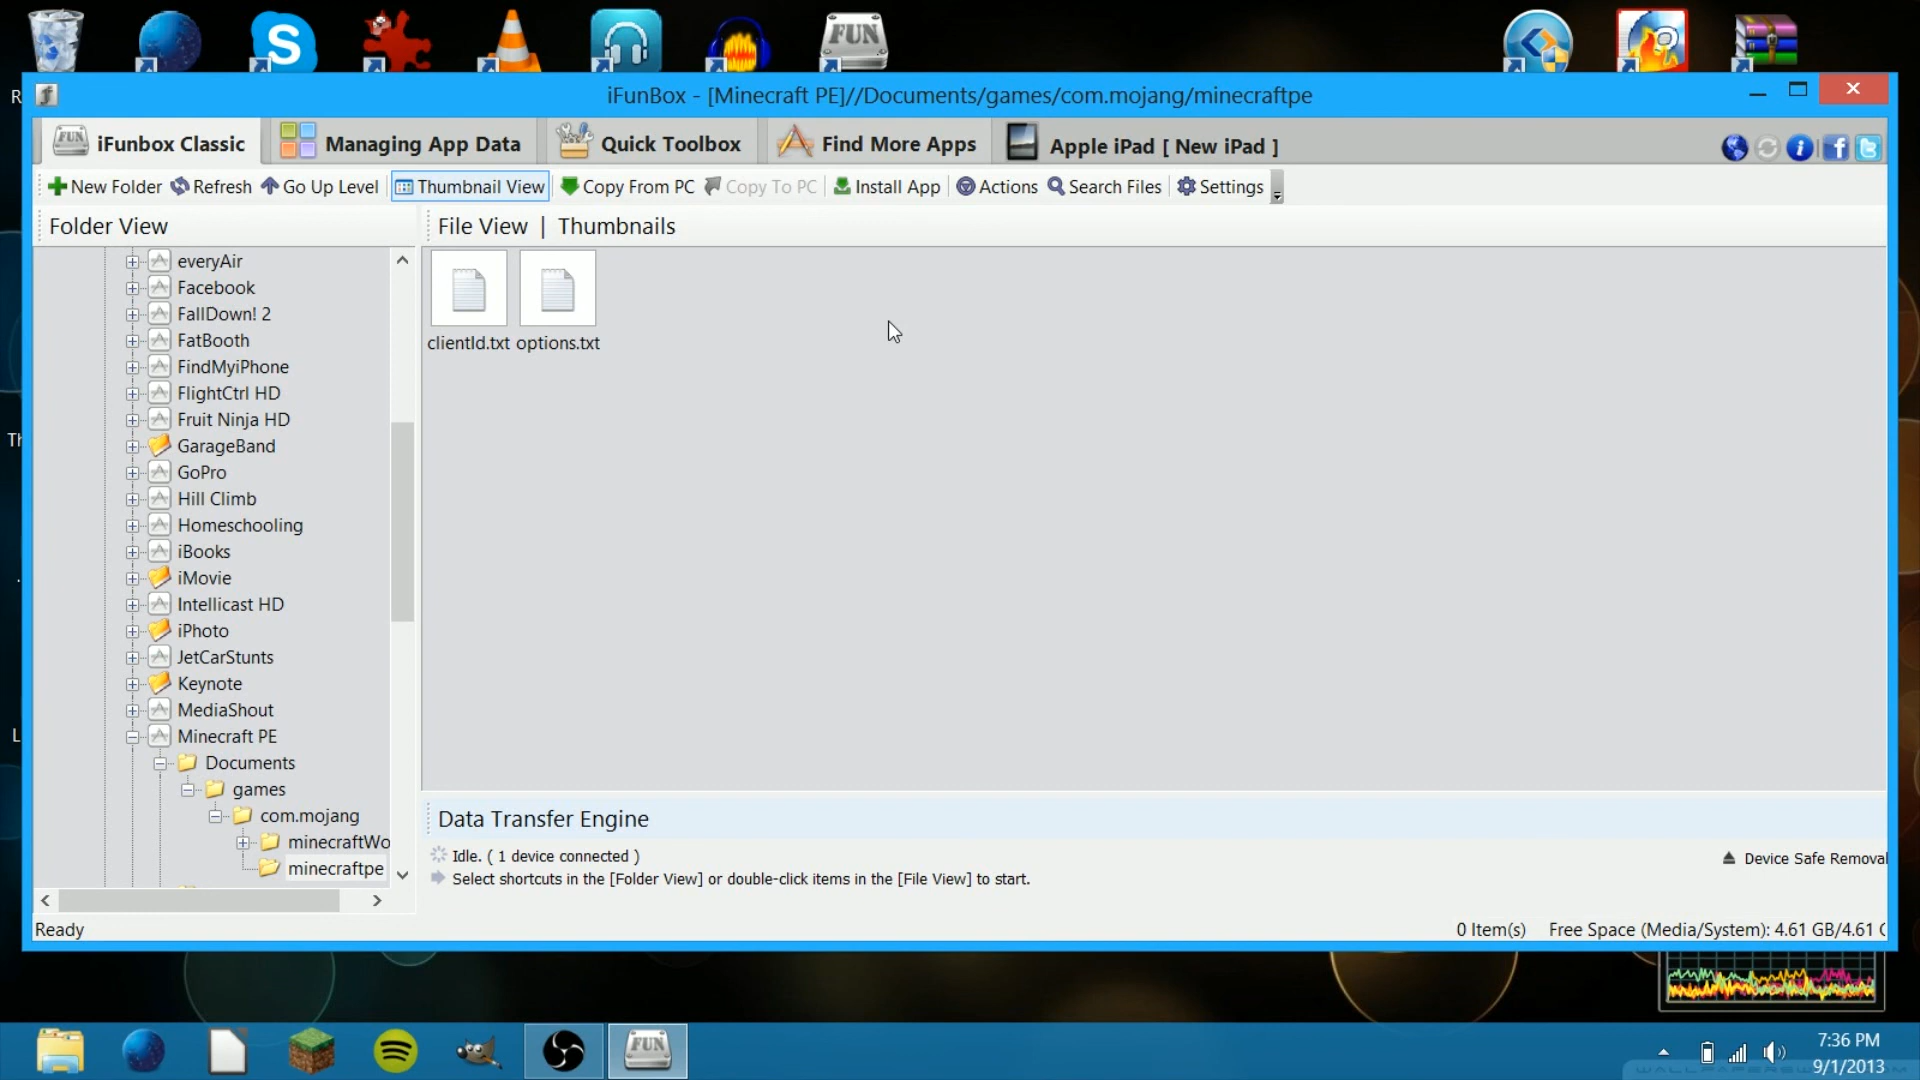 FUN
iFunBox - [Minecraft PE]//Documents/games/com.mojang/minecraftpe
FUN iFunbox Classic
Managing App Data
Quick Toolbox
Find More Apps
Apple iPad [ New iPad ]
New Folder Refresh Go Up Level Thumbnail View Copy From PC Copy To PC Install App Actions Search Files Settings
Folder View
File View | Thumbnails
everyAir
Facebook
FallDown! 2
FatBooth
FindMyiPhone
FlightCtrl HD
Fruit Ninja HD
GarageBand
GoPro
Hill Climb
Homeschooling
iBooks
iMovie
Intellicast HD
iPhoto
JetCarStunts
Keynote
MediaShout
Minecraft PE
Documents
games
com.mojang
minecraftWo
minecraftpe
clientId.txt options.txt
Data Transfer Engine
Idle. ( 1 device connected )
Select shortcuts in the [Folder View] or double-click items in the [File View] to start.
Device Safe Removal
Ready
0 Item(s)
Free Space (Media/System): 4.61 GB/4.61
FUN
7:36 PM
9/1/2013